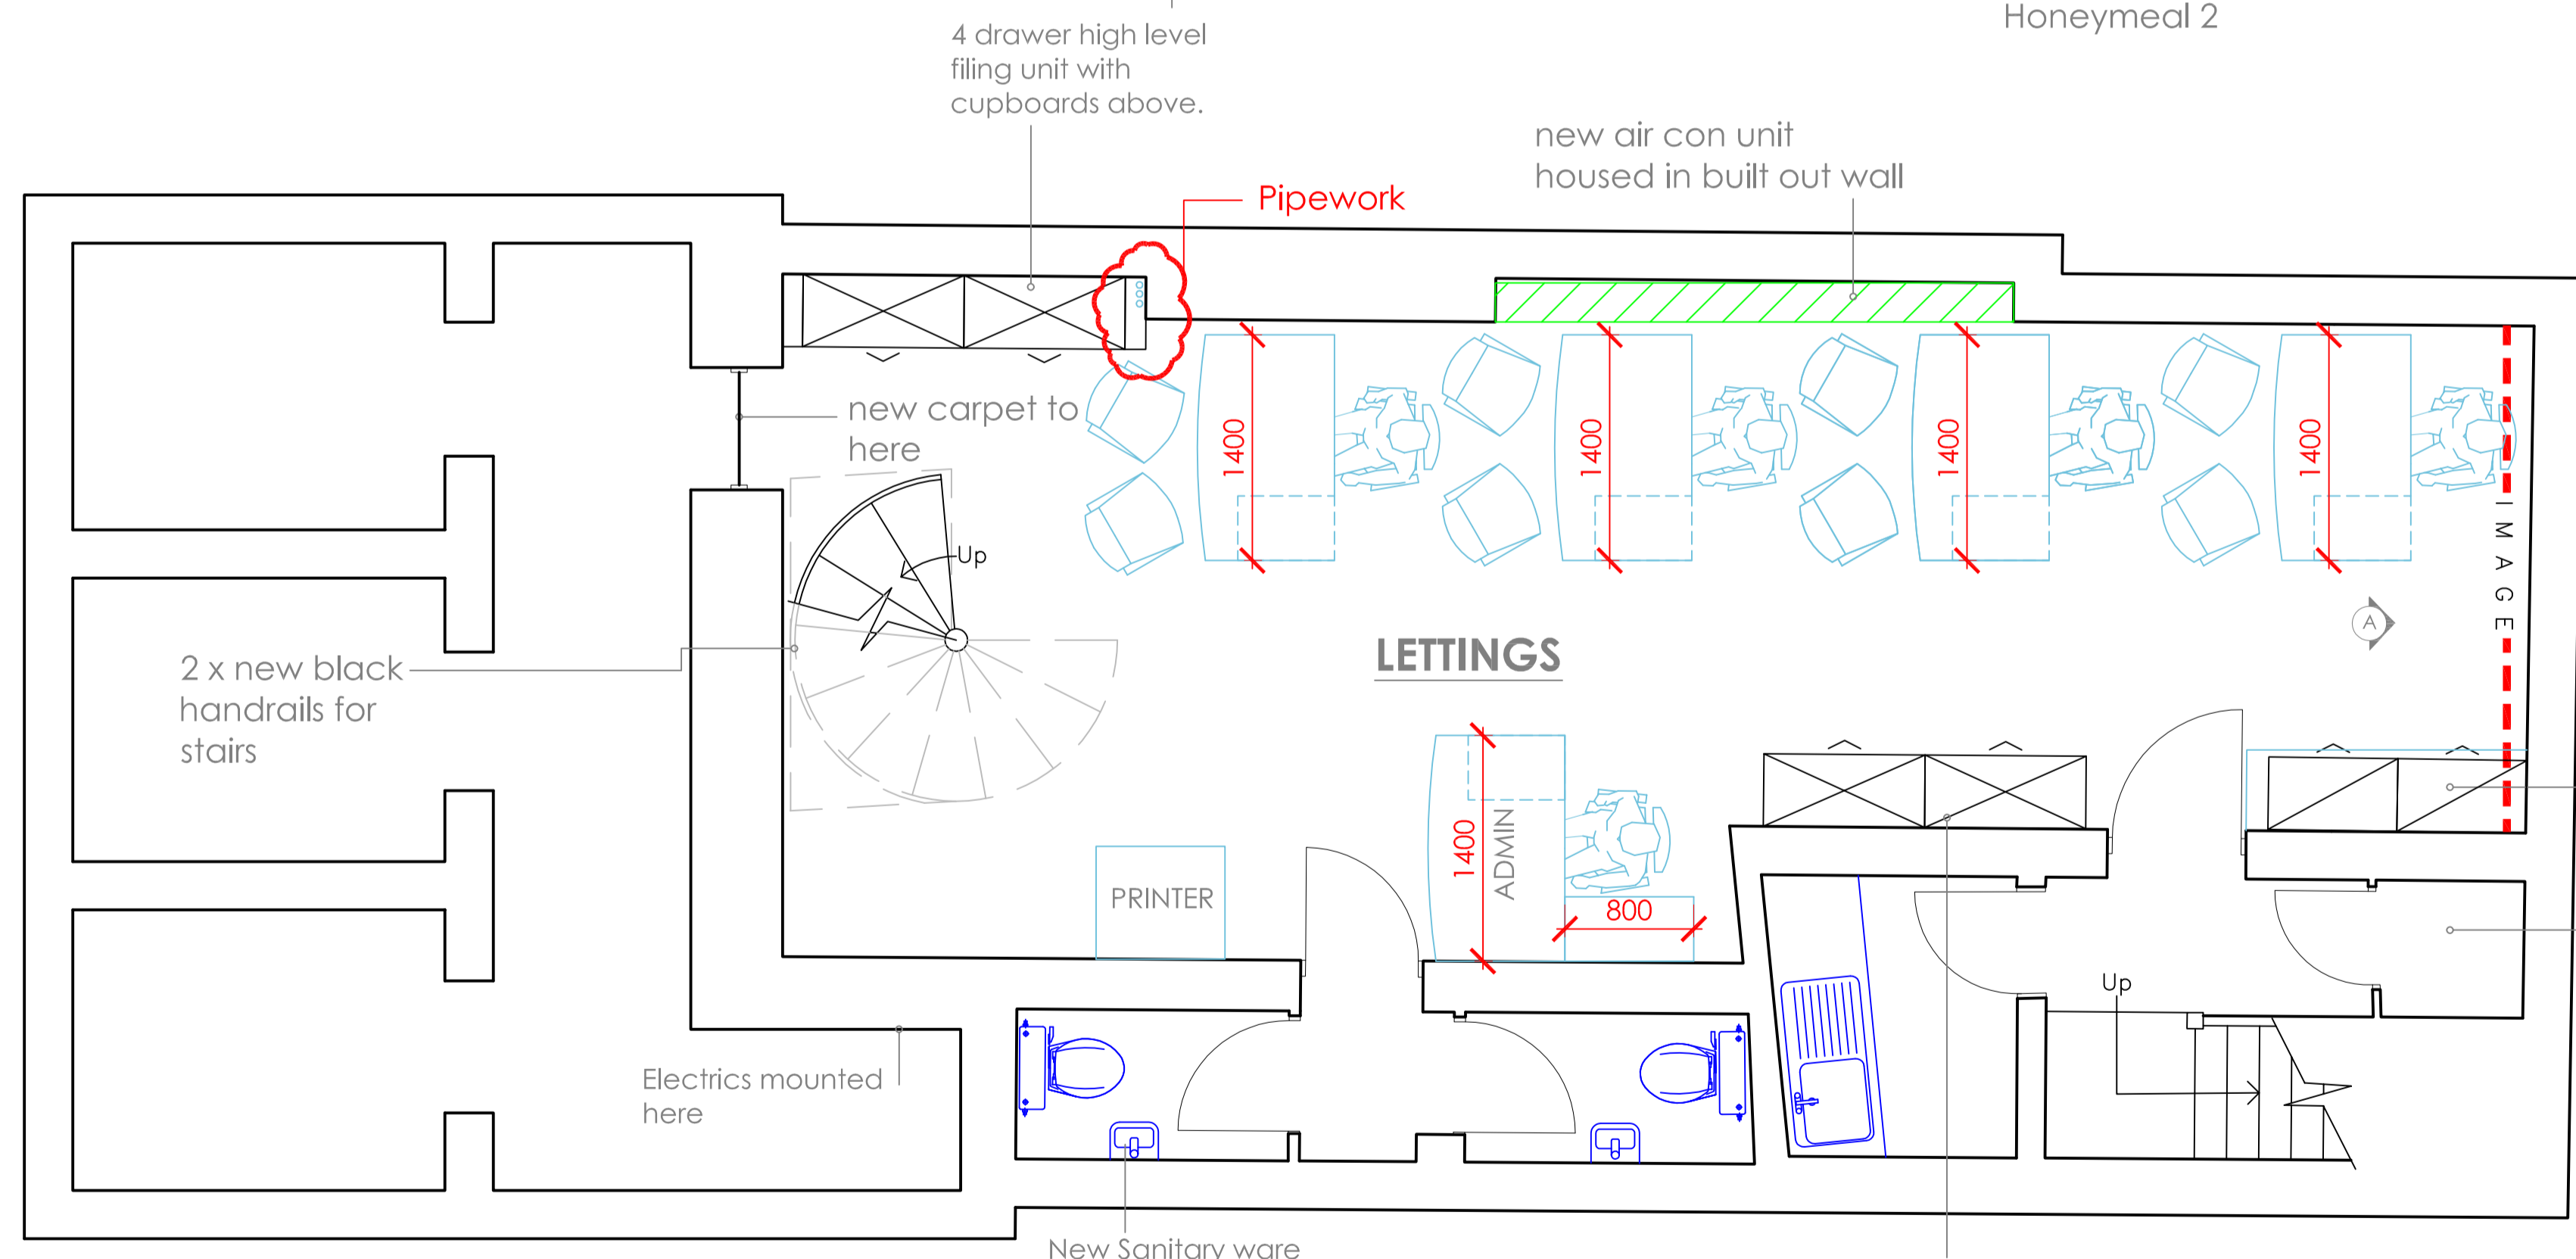 Honeymeal 2
4 drawer high level
filing unit with
cupboards above.
new air con unit
housed in built out wall
Pipework
new carpet to
here
1400
1400
1400
1400
IMAGE
Up
A
LETTINGS
2 x new black
handrails for
stairs
1400
ADMIN
800
PRINTER
Up
Electrics mounted
here
New Sanitary ware